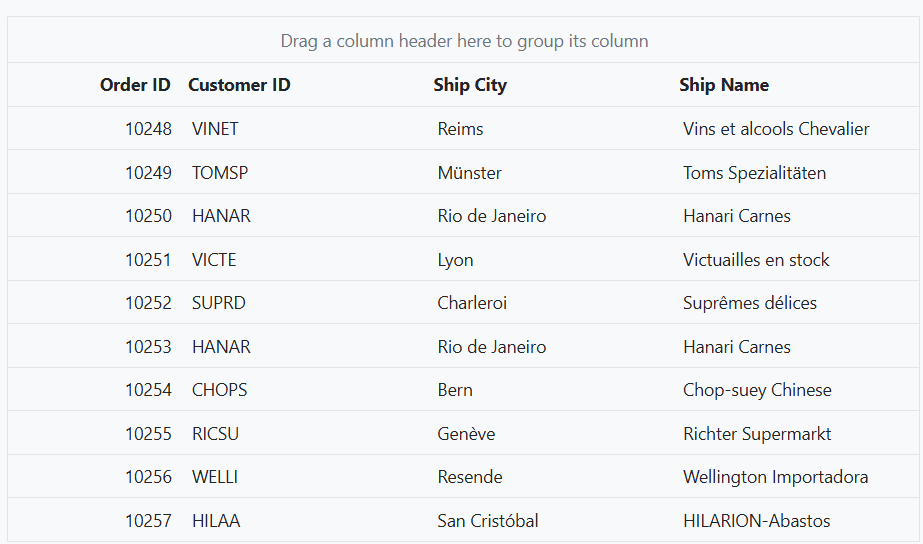 Drag a column header here to group its column
Order ID Customer ID Ship City Ship Name
10248 VINET Reims Vins et alcools Chevalier
10249 TOMSP Münster Toms Spezialitäten
10250 HANAR Rio de Janeiro Hanari Carnes
10251 VICTE Lyon Victuailles en stock
10252 SUPRD Charleroi Suprêmes délices
10253 HANAR Rio de Janeiro Hanari Carnes
10254 CHOPS Bern Chop-suey Chinese
10255 RICSU Genève Richter Supermarkt
10256 WELLI Resende Wellington Importadora
10257 HILAA San Cristóbal HILARION-Abastos